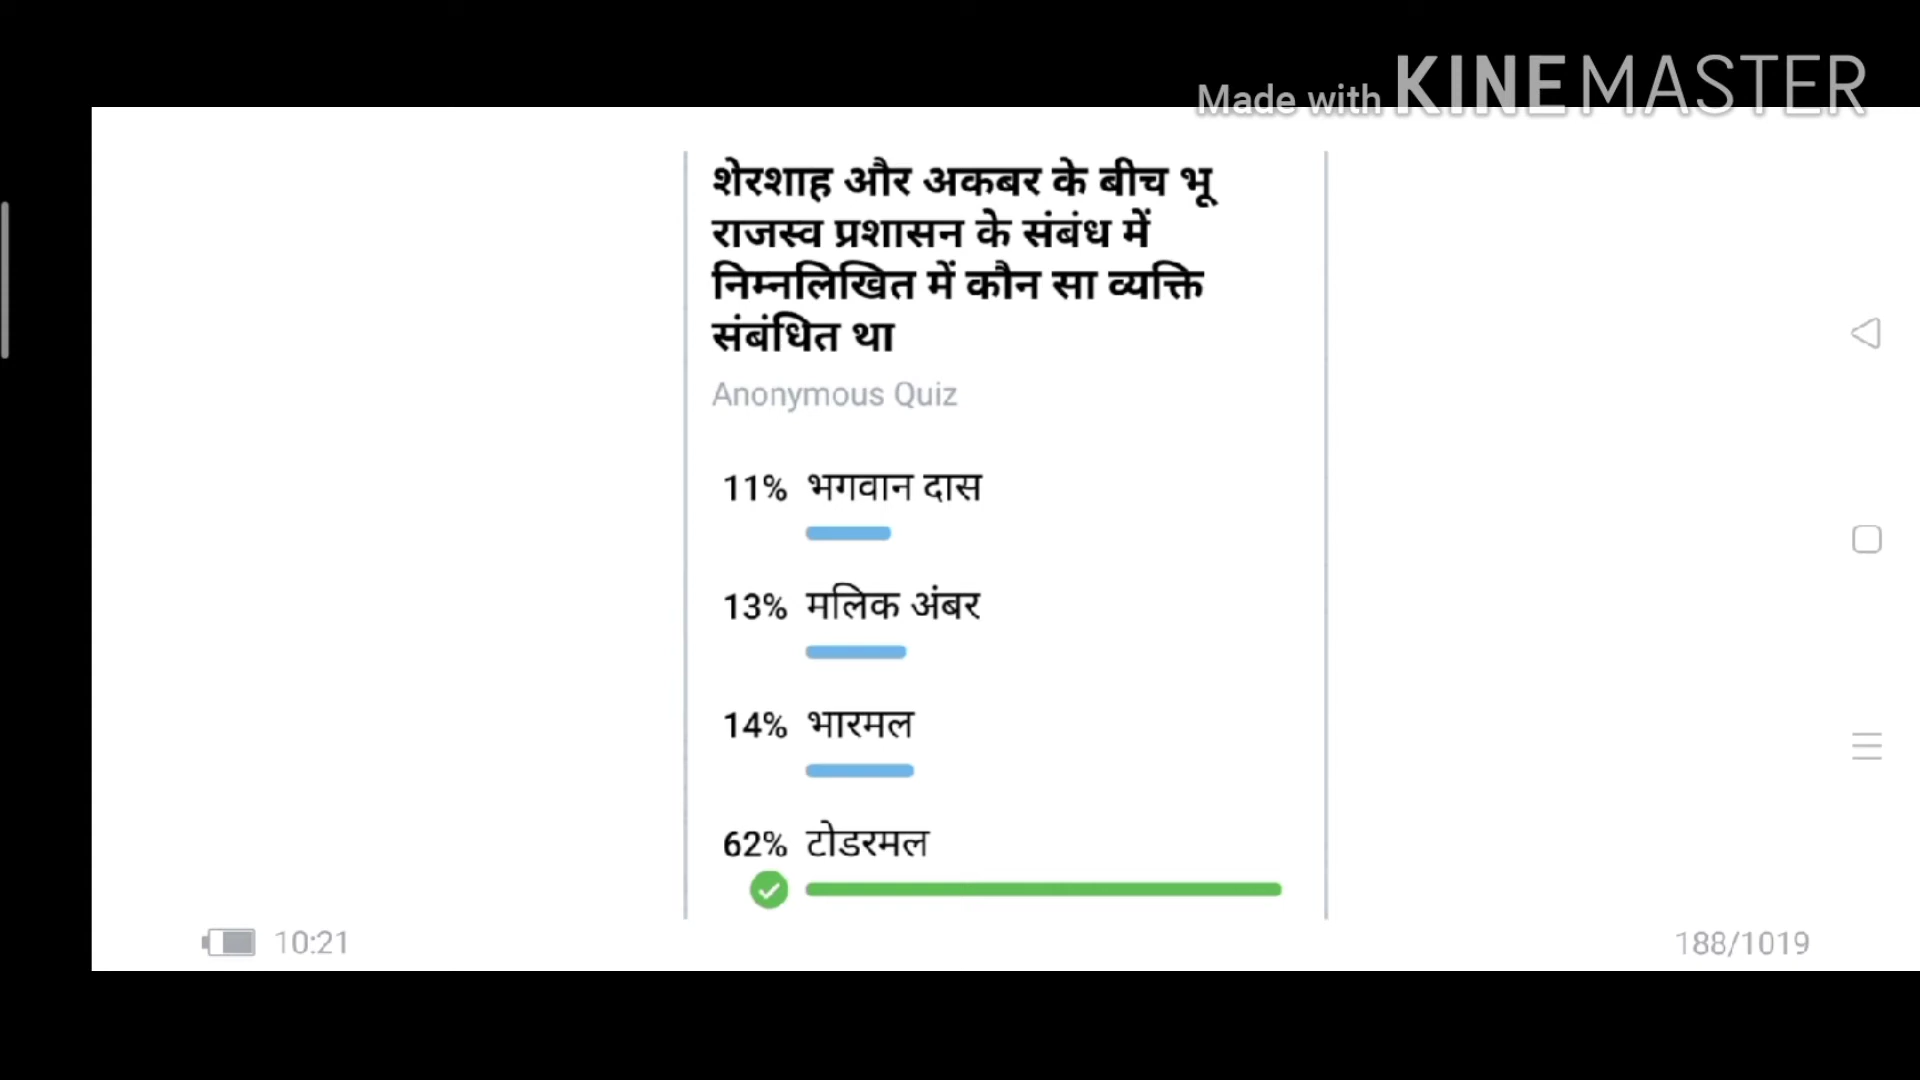 Made with KINEMASTER
शेरशाह और अकबर के बीच भू
राजस्व प्रशासन के संबंध में
निम्नलिखित में कौन सा व्यक्ति
संबंधित था
Anonymous Quiz
11% भगवान दास
13% मलिक अंबर
14% भारमल
62% टोडरमल
10:21
188/1019